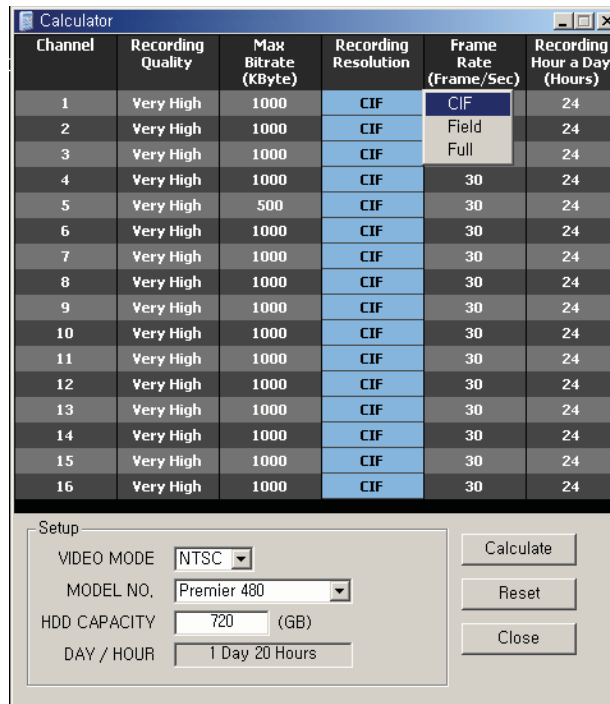 Calculator
Channel Recording Quality Max Bitrate (KByte) Recording Resolution Frame Rate (Frame/Sec) Recording Hour a Day (Hours)
1 Very High 1000 CIF 24
2 Very High 1000 CIF 24
3 Very High 1000 CIF 24
CIF
Field
Full
4 Very High 1000 CIF 30 24
5 Very High 500 CIF 30 24
6 Very High 1000 CIF 30 24
7 Very High 1000 CIF 30 24
8 Very High 1000 CIF 30 24
9 Very High 1000 CIF 30 24
10 Very High 1000 CIF 30 24
11 Very High 1000 CIF 30 24
12 Very High 1000 CIF 30 24
13 Very High 1000 CIF 30 24
14 Very High 1000 CIF 30 24
15 Very High 1000 CIF 30 24
16 Very High 1000 CIF 30 24
Setup
VIDEO MODE NTSC
MODEL NO, Premier 480
HDD CAPACITY 720 (GB)
DAY / HOUR 1 Day 20 Hours
Calculate
Reset
Close